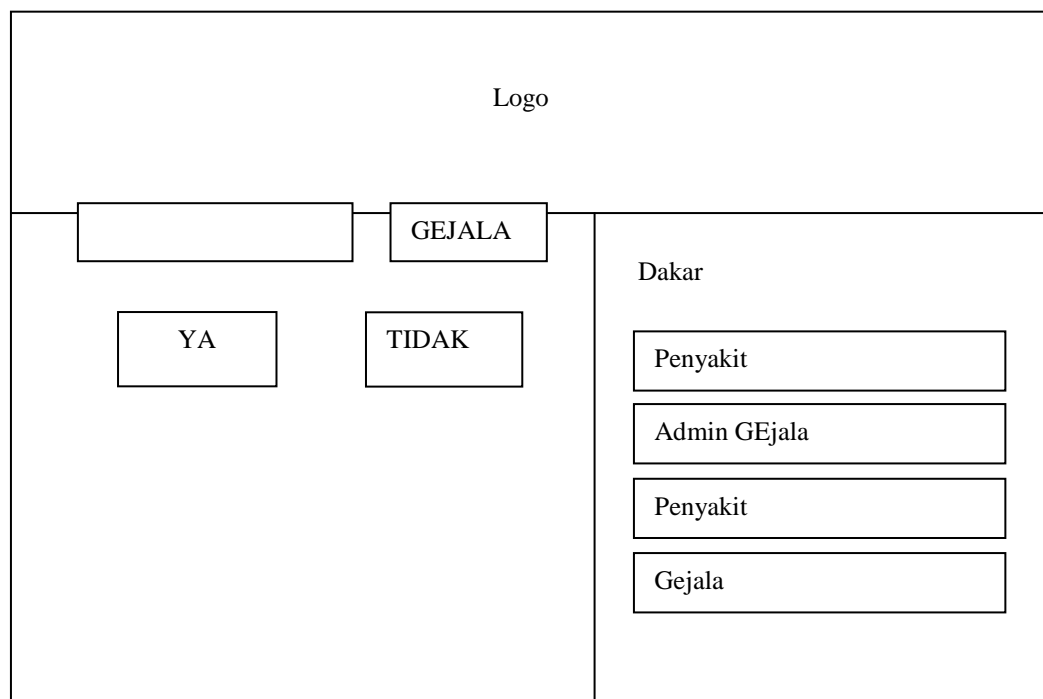 Logo
GEJALA
YA
TIDAK
Dakar
Penyakit
Admin GEjala
Penyakit
Gejala